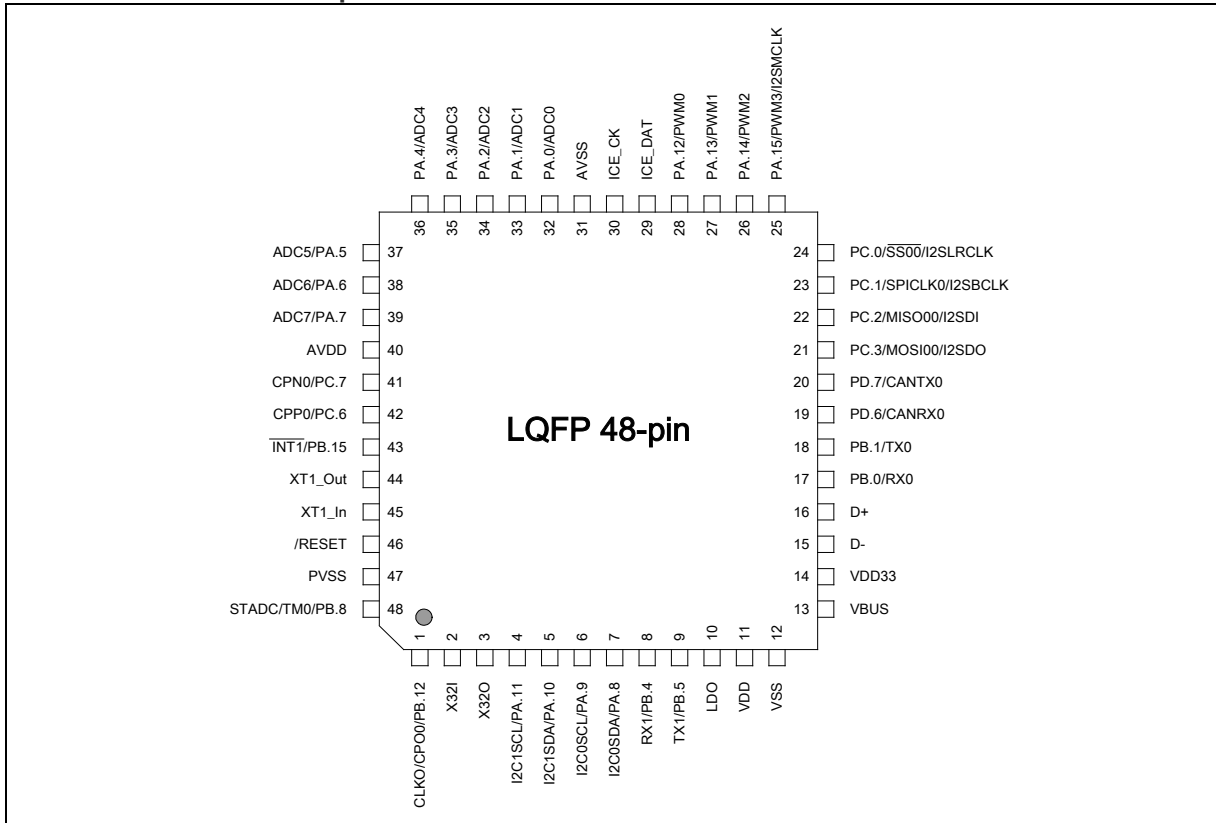 PA.4/ADC4
PA.3/ADC3
PA.2/ADC2
PA.1/ADC1
PA.0/ADC0
AVSS
ICE_CK
ICE_DAT
PA.12/PWM0
PA.13/PWM1
PA.14/PWM2
PA.15/PWM3/I2SMCLK
36
35
34
33
32
31
30
29
28
27
26
25
ADC5/PA.5 37
ADC6/PA.6 38
ADC7/PA.7 39
AVDD 40
CPN0/PC.7 41
CPP0/PC.6 42
INT1/PB.15 43
XT1_Out 44
XT1_In 45
/RESET 46
PVSS 47
STADC/TM0/PB.8 48
LQFP 48-pin
24 PC.0/SS00/I2SLRCLK
23 PC.1/SPICLK0/I2SBCLK
22 PC.2/MISO00/I2SDI
21 PC.3/MOSI00/I2SDO
20 PD.7/CANTX0
19 PD.6/CANRX0
18 PB.1/TX0
17 PB.0/RX0
16 D+
15 D-
14 VDD33
13 VBUS
1
2
3
4
5
6
7
8
9
10
11
12
CLKO/CPO0/PB.12
X32I
X32O
I2C1SCL/PA.11
I2C1SDA/PA.10
I2C0SCL/PA.9
I2C0SDA/PA.8
RX1/PB.4
TX1/PB.5
LDO
VDD
VSS